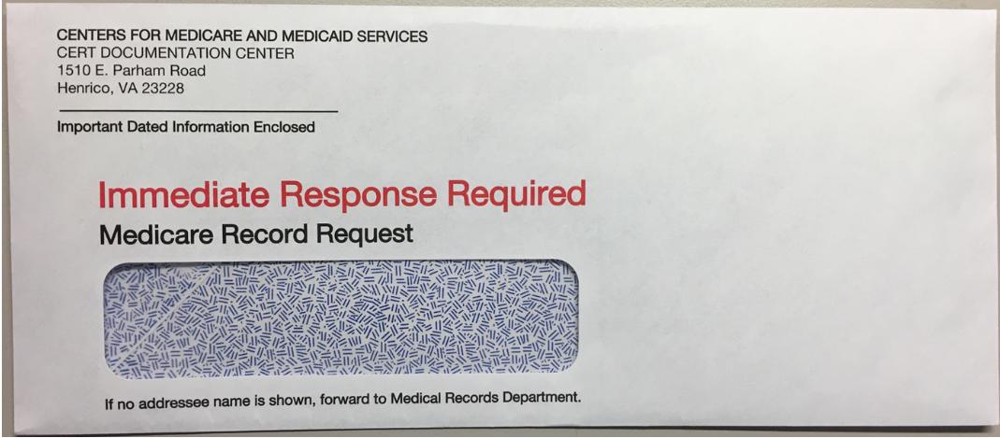 CENTERS FOR MEDICARE AND MEDICAID SERVICES
CERT DOCUMENTATION CENTER
1510 E. Parham Road
Henrico, VA 23228
Important Dated Information Enclosed
Immediate Response Required
Medicare Record Request
If no addressee name is shown, forward to Medical Records Department.